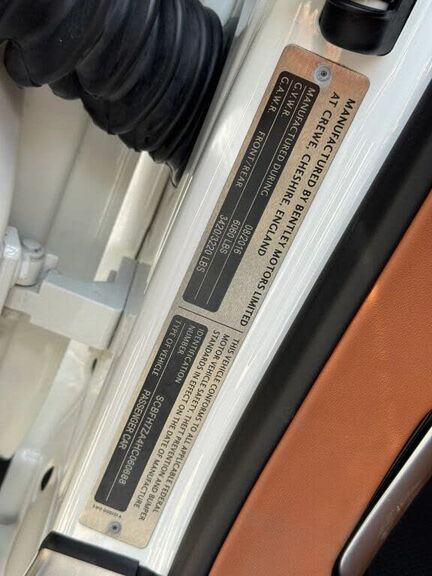 MANUFACTURED BY BENTLEY MOTORS LIMITED
AT CREWE, CHESHIRE, ENGLAND
MANUFACTURED DURING 08/2016
G.V.W.R. 6060 LBS
G.A.W.R. FRONT/REAR 3420/3220 LBS
THIS VEHICLE CONFORMS TO ALL APPLICABLE FEDERAL
MOTOR VEHICLE SAFETY, THEFT PREVENTION AND BUMPER
STANDARDS IN EFFECT ON THE DATE OF MANUFACTURE
IDENTIFICATION
NUMBER: SCBFH7ZA4HC060888
TYPE OF VEHICLE PASSENGER CAR